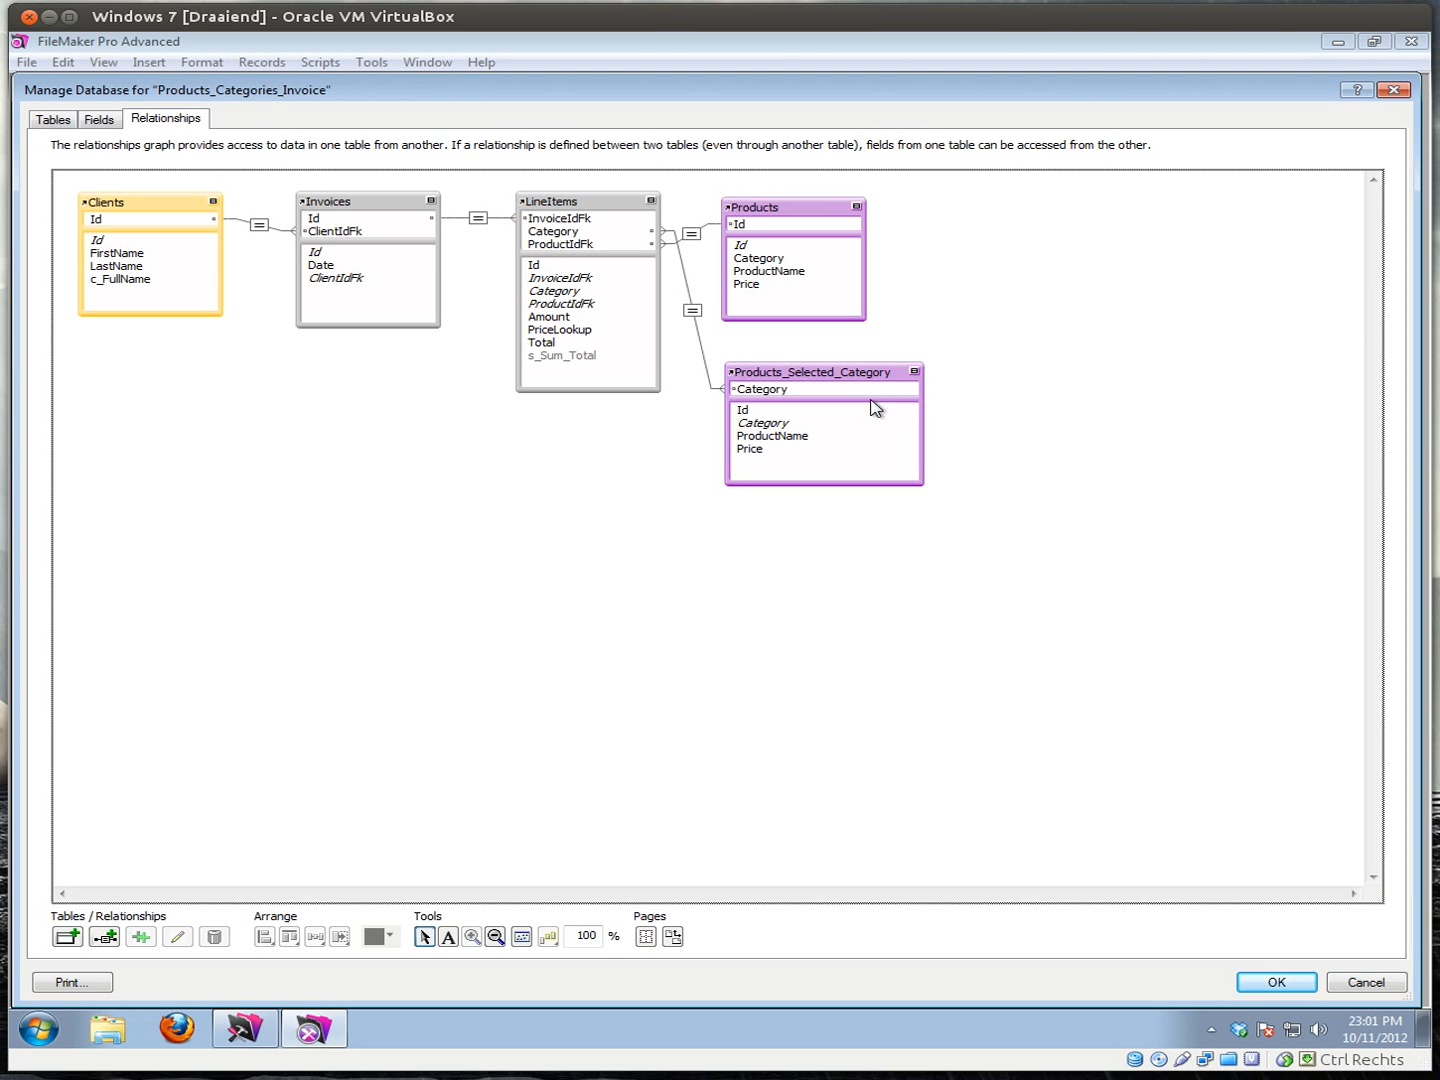 Windows 7 [Draaiend] - Oracle VM VirtualBox
FileMaker Pro Advanced
File Edit View Insert Format Records Scripts Tools Window Help
Manage Database for "Products_Categories_Invoice"
Tables Fields Relationships
The relationships graph provides access to data in one table from another. If a relationship is defined between two tables (even through another table), fields from one table can be accessed from the other.
Clients
Id
Id
FirstName
LastName
c_FullName
Invoices
Id
ClientIdFk
Id
Date
ClientIdFk
LineItems
InvoiceIdFk
Category
ProductIdFk
Id
InvoiceIdFk
Category
ProductIdFk
Amount
PriceLookup
Total
s_Sum_Total
Products
Id
Id
Category
ProductName
Price
Products_Selected_Category
Category
Id
Category
ProductName
Price
Tables / Relationships Arrange Tools Pages
A 100 %
Print... OK Cancel
23:01 PM
10/11/2012
Ctrl Rechts